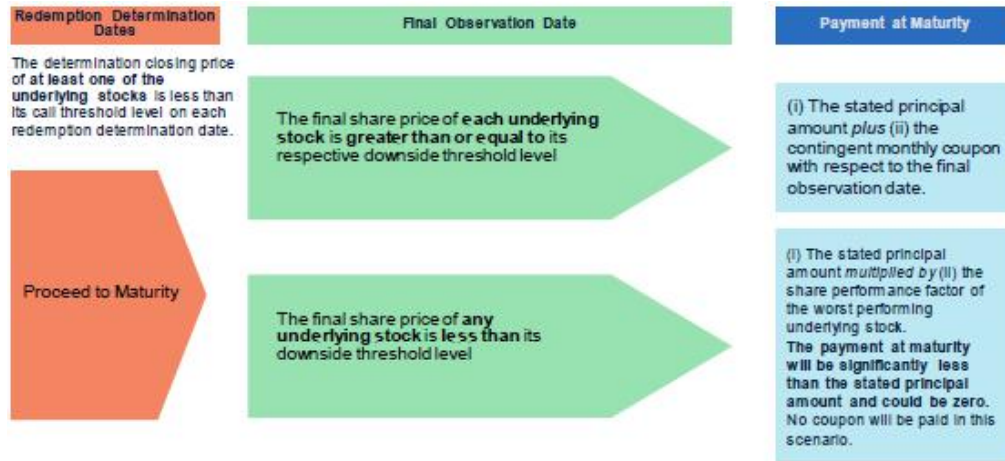 Redemption Determination
Dates
Final Observation Date
Payment at Maturity
The determination closing price
of at least one of the
underlying stocks is less than
its call threshold level on each
redemption determination date.
Proceed to Maturity
The final share price of each underlying
stock is greater than or equal to its
respective downside threshold level
(i) The stated principal
amount plus (ii) the
contingent monthly coupon
with respect to the final
observation date.
The final share price of any
underlying stock is less than its
downside threshold level
(i) The stated principal
amount multiplied by (ii) the
share performance factor of
the worst performing
underlying stock.
The payment at maturity
will be significantly less
than the stated principal
amount and could be zero.
No coupon will be paid in this
scenario.